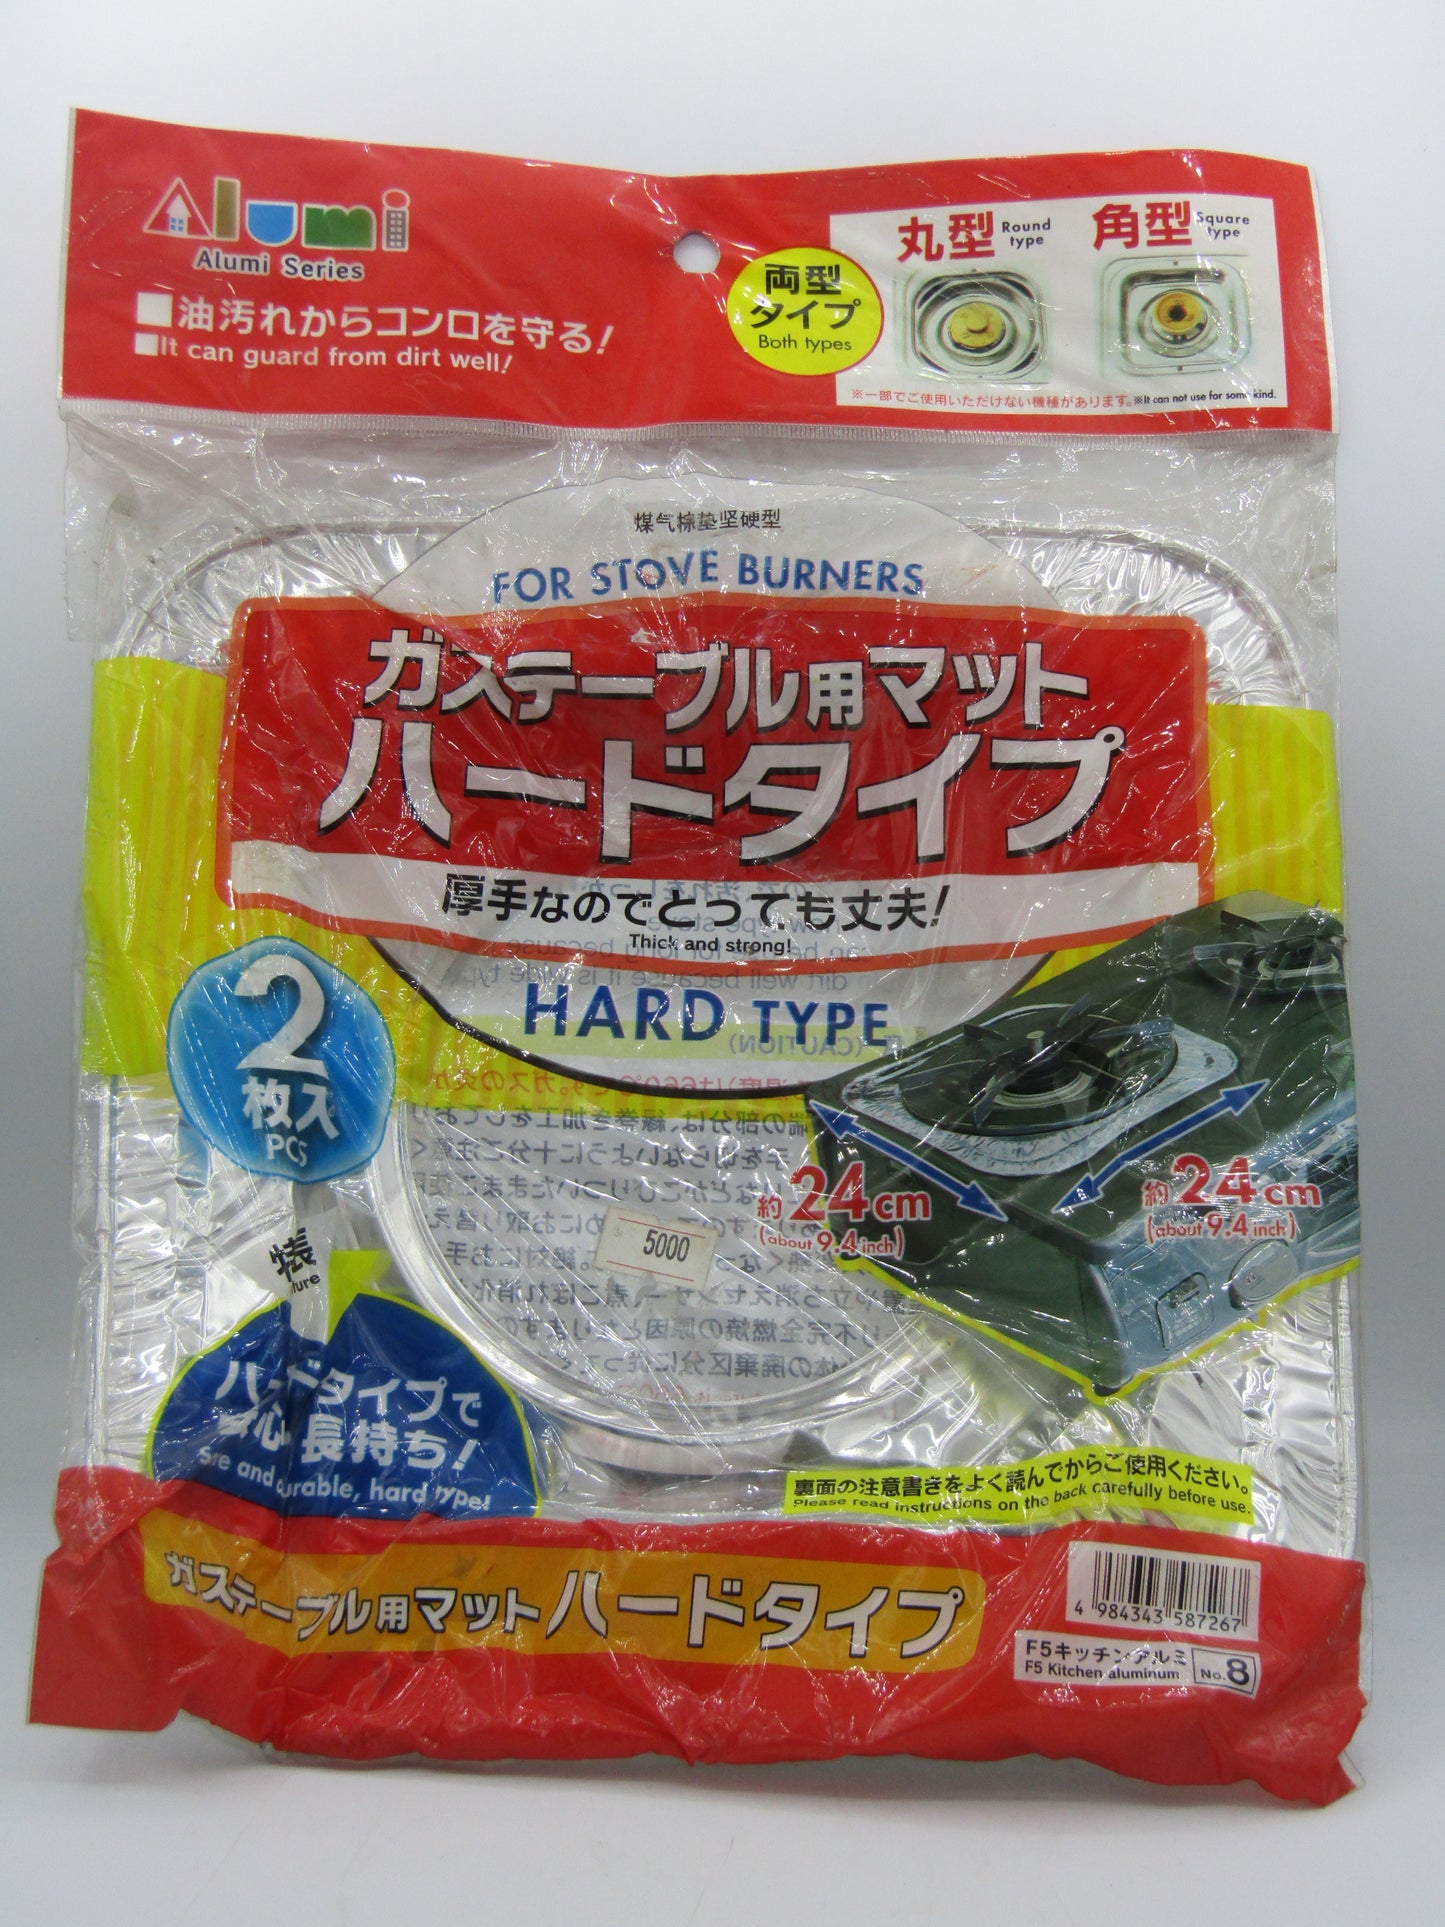 Alumi
Alumi Series
■油汚れからコンロを守る!
■It can guard from dirt well!
両型
タイプ
Both types
丸型 Round type
角型 Square type
※一部でご使用いただけない機種があります。※It can not use for some kind.
煤气棕垫坚硬型
FOR STOVE BURNERS
ガステーブル用マット
ハードタイプ
厚手なのでとっても丈夫!
Thick and strong!
HARD TYPE
2
枚入
PCS
約24cm
(about 9.4 inch)
約24cm
(about 9.4 inch)
5000
ハードタイプで
安心 長持ち!
and durable, hard type!
裏面の注意書きをよく読んでからご使用ください。
Please read instructions on the back carefully before use.
ガステーブル用マット ハードタイプ
4 984343 587267
F5キッチンアルミ
F5 Kitchen aluminum No.8